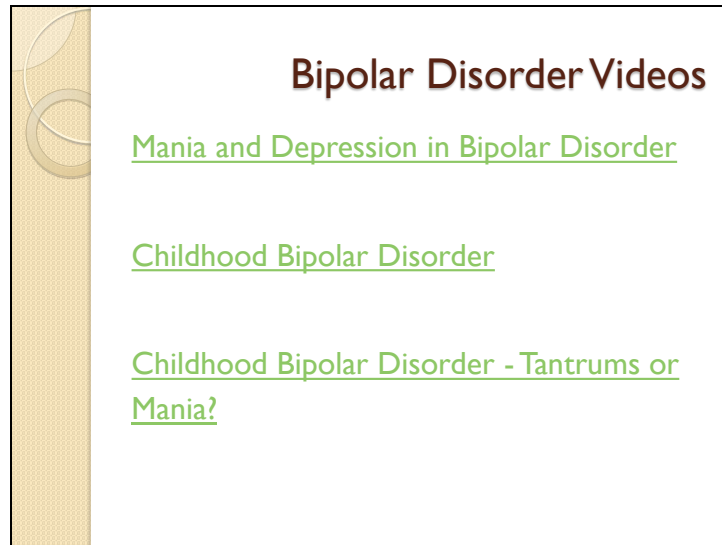 Bipolar Disorder Videos
Mania and Depression in Bipolar Disorder
Childhood Bipolar Disorder
Childhood Bipolar Disorder - Tantrums or
Mania?